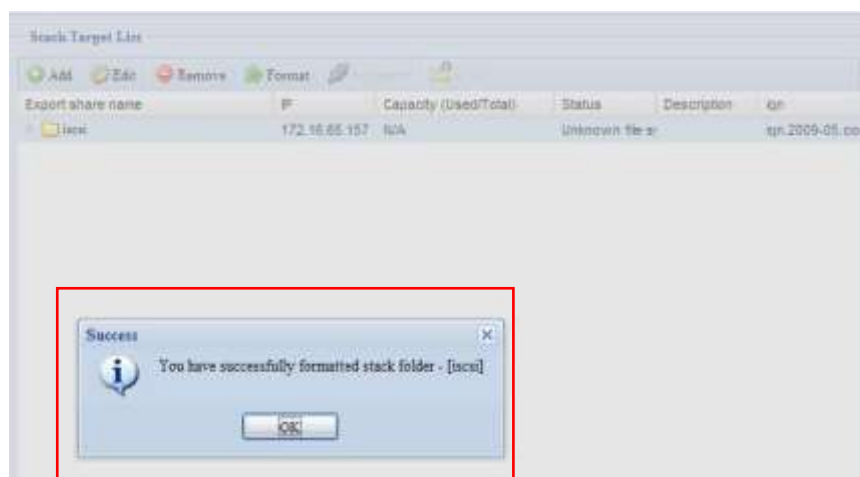 Stack Target List
Add Edit Remove Format
Export share name IP Capacity (Used/Total) Status Description iqn
iscsi 172.16.65.157 N/A Unknown file sy iqn.2009-05.co
Success
You have successfully formatted stack folder - [iscsi]
OK